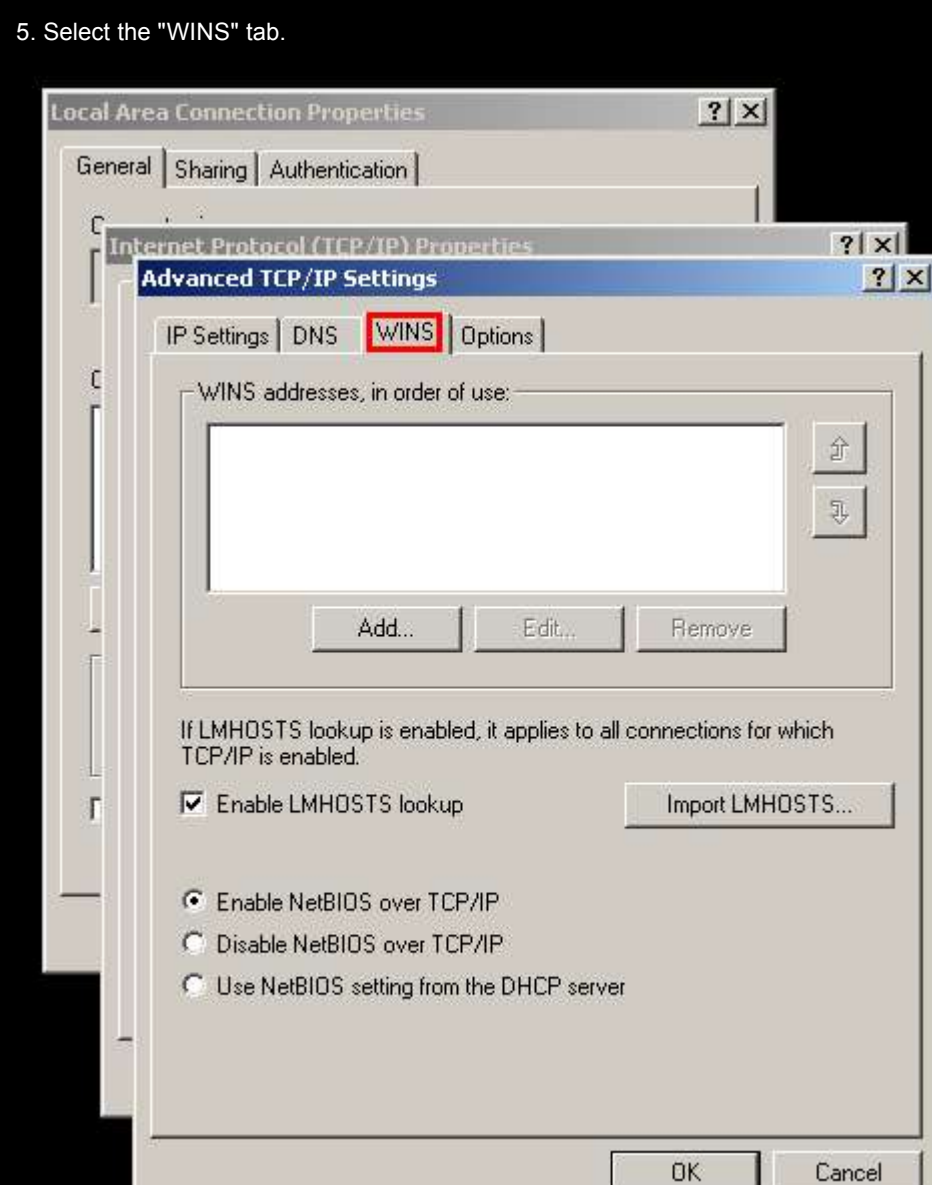 5. Select the "WINS" tab.
Local Area Connection Properties
General Sharing Authentication
Internet Protocol (TCP/IP) Properties
Advanced TCP/IP Settings
IP Settings DNS WINS Options
WINS addresses, in order of use:
Add... Edit... Remove
If LMHOSTS lookup is enabled, it applies to all connections for which
TCP/IP is enabled.
Enable LMHOSTS lookup Import LMHOSTS...
Enable NetBIOS over TCP/IP
Disable NetBIOS over TCP/IP
Use NetBIOS setting from the DHCP server
OK Cancel